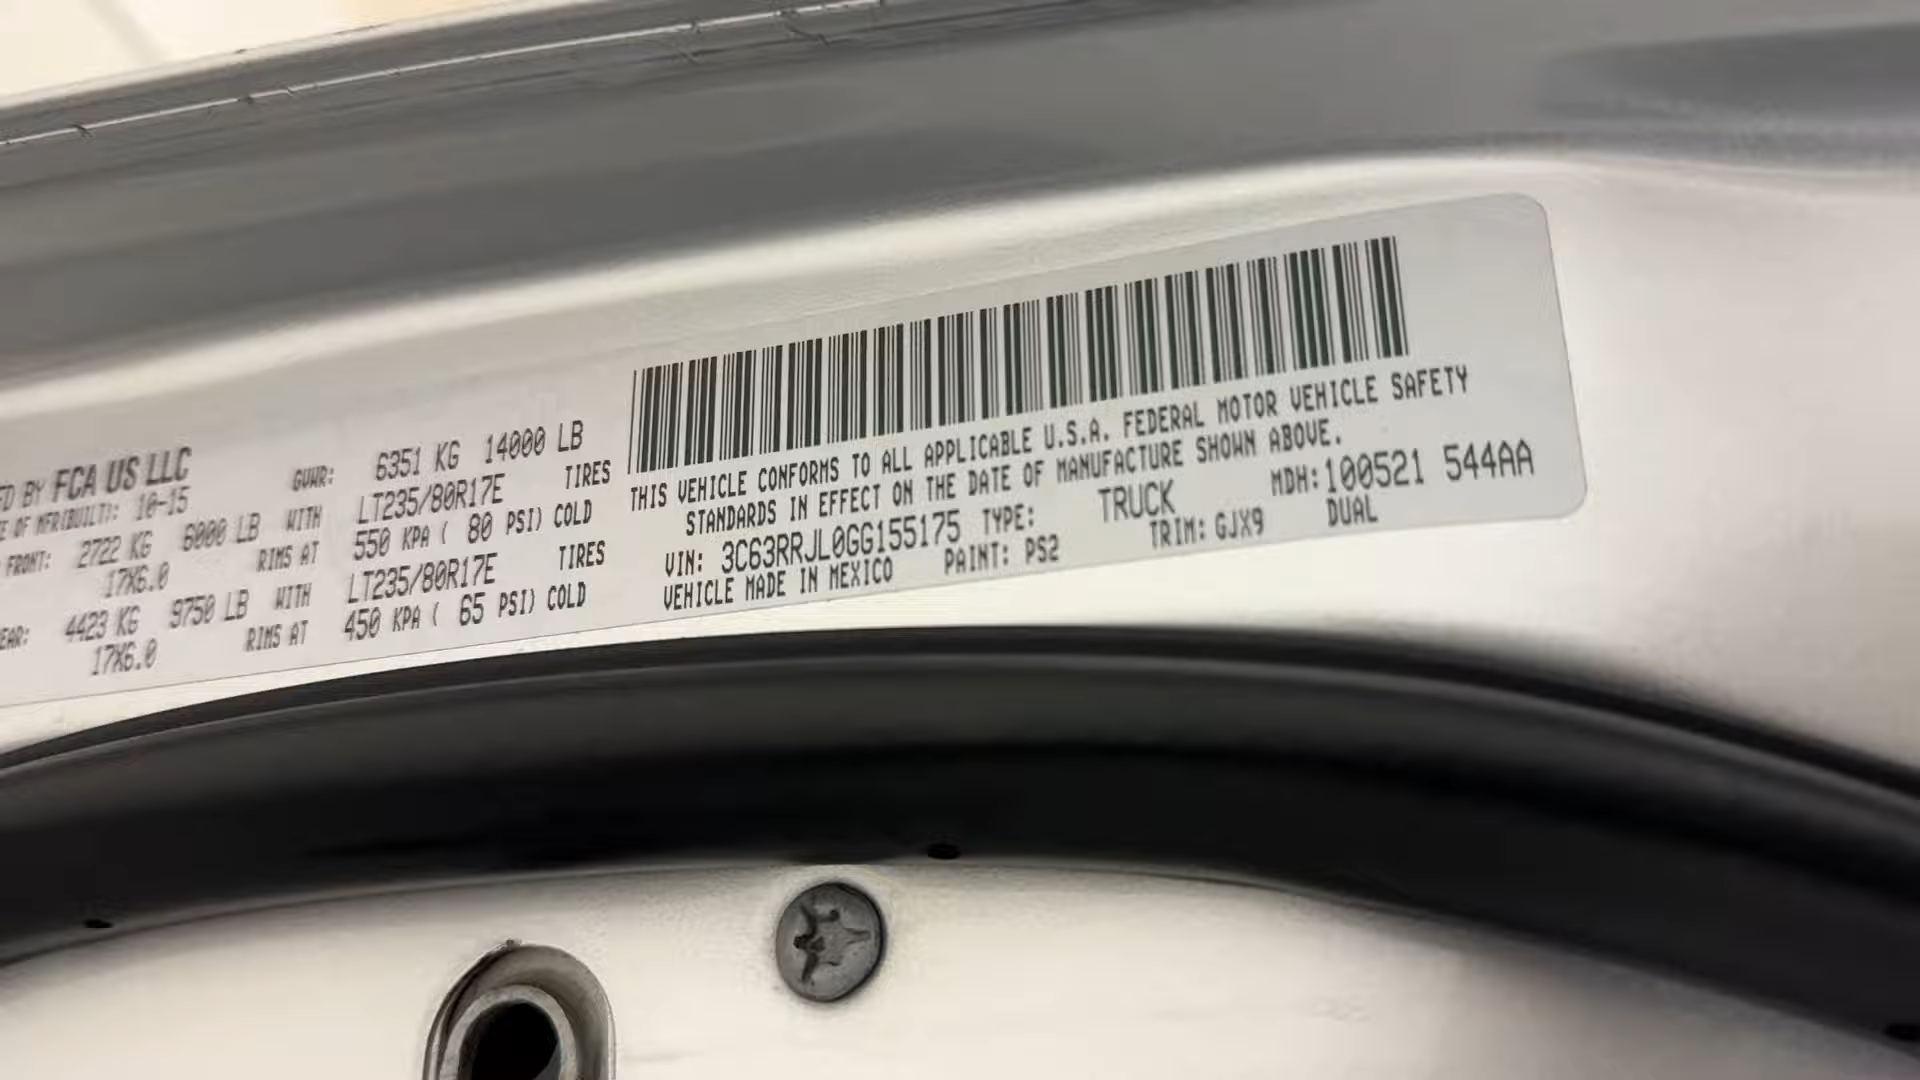 ED BY FCA US LLC
E OF MFR(BUILT): 10-15
GVWR: 6351 KG 14000 LB
FRONT: 2722 KG 6000 LB WITH LT235/80R17E TIRES
17X6.0 RIMS AT 550 KPA ( 80 PSI) COLD
EAR: 4423 KG 9750 LB WITH LT235/80R17E TIRES
17X6.0 RIMS AT 450 KPA ( 65 PSI) COLD
THIS VEHICLE CONFORMS TO ALL APPLICABLE U.S.A. FEDERAL MOTOR VEHICLE SAFETY
STANDARDS IN EFFECT ON THE DATE OF MANUFACTURE SHOWN ABOVE.
MDH:100521 544AA
VIN: 3C63RRJL0GG155175 TYPE: TRUCK DUAL
VEHICLE MADE IN MEXICO PAINT: PS2 TRIM: GJX9